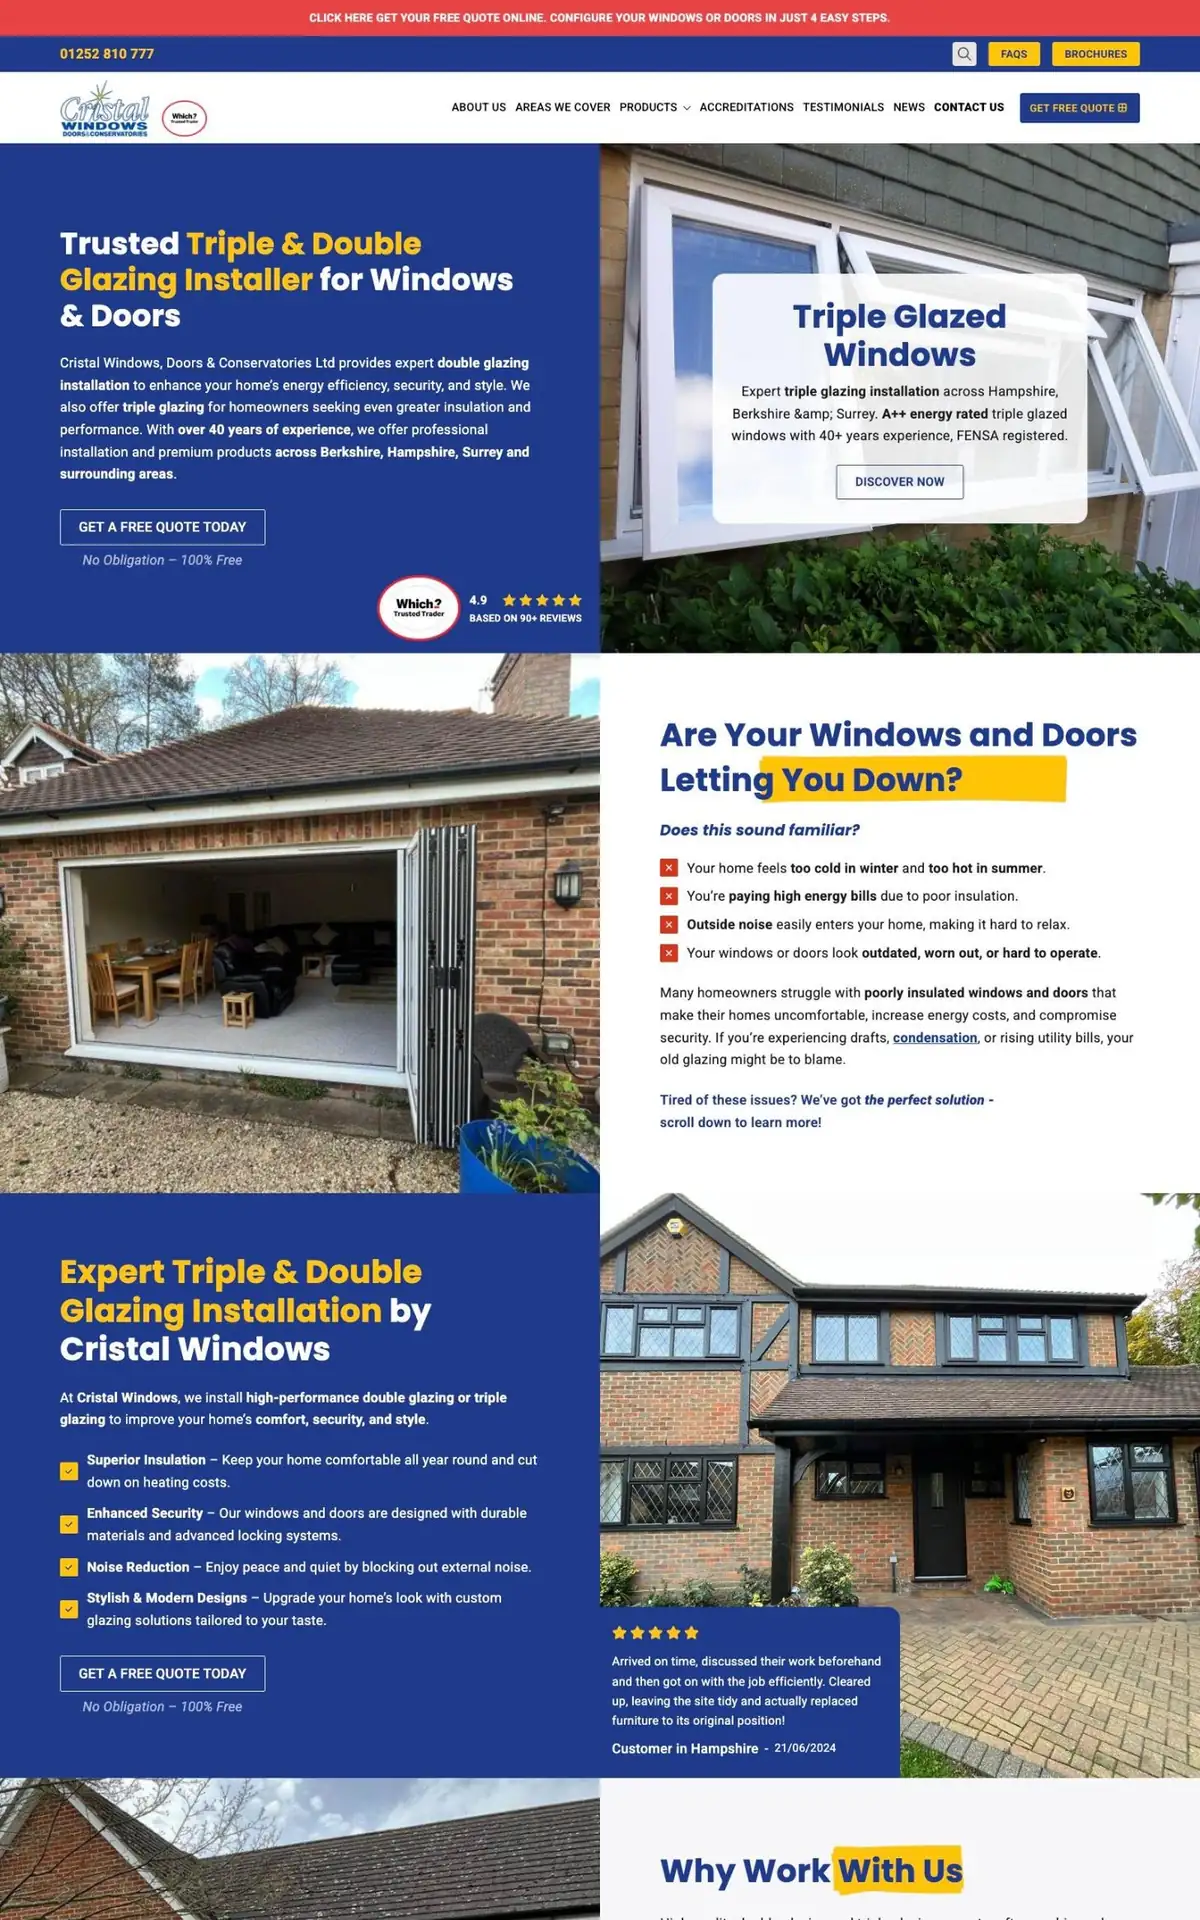 CLICK HERE GET YOUR FREE QUOTE ONLINE. CONFIGURE YOUR WINDOWS OR DOORS IN JUST 4 EASY STEPS.
01252 810 777
FAQS
BROCHURES
Cristal
WINDOWS
DOORS & CONSERVATORIES
Which?
Trusted Trader
ABOUT US
AREAS WE COVER
PRODUCTS
ACCREDITATIONS
TESTIMONIALS
NEWS
CONTACT US
GET FREE QUOTE
Trusted Triple & Double
Glazing Installer for Windows
& Doors
Cristal Windows, Doors & Conservatories Ltd provides expert double glazing
installation to enhance your home's energy efficiency, security, and style. We
also offer triple glazing for homeowners seeking even greater insulation and
performance. With over 40 years of experience, we offer professional
installation and premium products across Berkshire, Hampshire, Surrey and
surrounding areas.
GET A FREE QUOTE TODAY
No Obligation – 100% Free
Which?
Trusted Trader
4.9
BASED ON 90+ REVIEWS
Triple Glazed
Windows
Expert triple glazing installation across Hampshire,
Berkshire &amp; Surrey. A++ energy rated triple glazed
windows with 40+ years experience, FENSA registered.
DISCOVER NOW
Are Your Windows and Doors
Letting You Down?
Does this sound familiar?
Your home feels too cold in winter and too hot in summer.
You're paying high energy bills due to poor insulation.
Outside noise easily enters your home, making it hard to relax.
Your windows or doors look outdated, worn out, or hard to operate.
Many homeowners struggle with poorly insulated windows and doors that
make their homes uncomfortable, increase energy costs, and compromise
security. If you're experiencing drafts, condensation, or rising utility bills, your
old glazing might be to blame.
Tired of these issues? We've got the perfect solution -
scroll down to learn more!
Expert Triple & Double
Glazing Installation by
Cristal Windows
At Cristal Windows, we install high-performance double glazing or triple
glazing to improve your home's comfort, security, and style.
Superior Insulation – Keep your home comfortable all year round and cut
down on heating costs.
Enhanced Security – Our windows and doors are designed with durable
materials and advanced locking systems.
Noise Reduction – Enjoy peace and quiet by blocking out external noise.
Stylish & Modern Designs – Upgrade your home's look with custom
glazing solutions tailored to your taste.
GET A FREE QUOTE TODAY
No Obligation – 100% Free
Arrived on time, discussed their work beforehand
and then got on with the job efficiently. Cleared
up, leaving the site tidy and actually replaced
furniture to its original position!
Customer in Hampshire - 21/06/2024
Why Work With Us